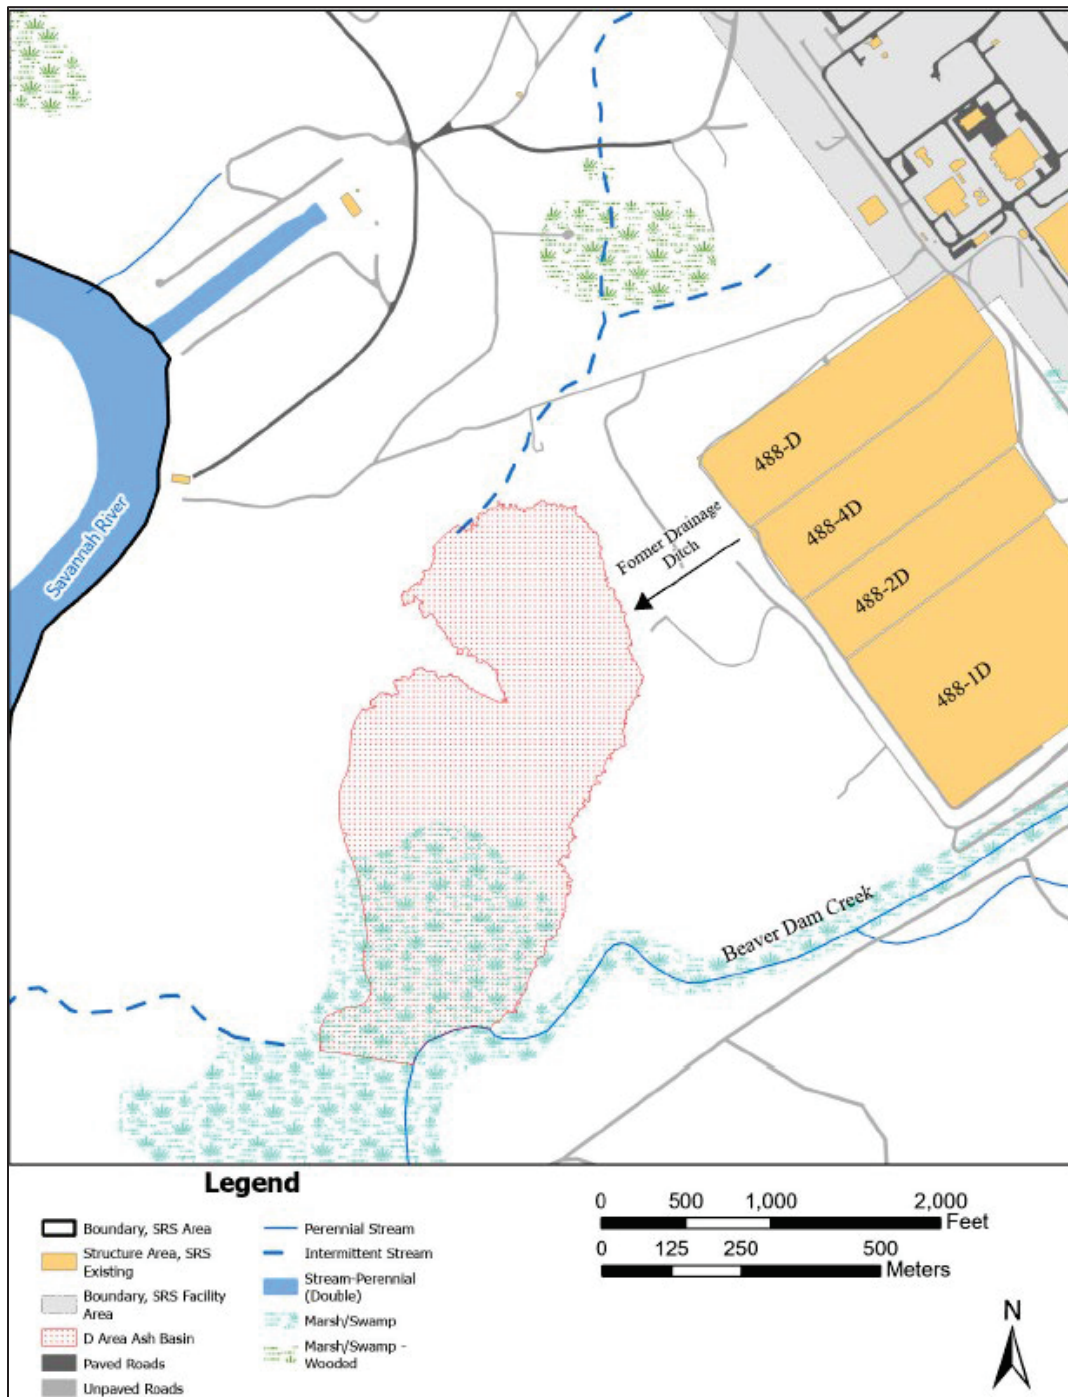 488-D
488-4D
Former Drainage
Ditch
488-2D
488-1D
Savannah River
Beaver Dam Creek
Legend
Boundary, SRS Area
Structure Area, SRS
Existing
Boundary, SRS Facility
Area
D Area Ash Basin
Paved Roads
Unpaved Roads
Perennial Stream
Intermittent Stream
Stream-Perennial
(Double)
Marsh/Swamp
Marsh/Swamp -
Wooded
0 500 1,000 2,000
Feet
0 125 250 500
Meters
N